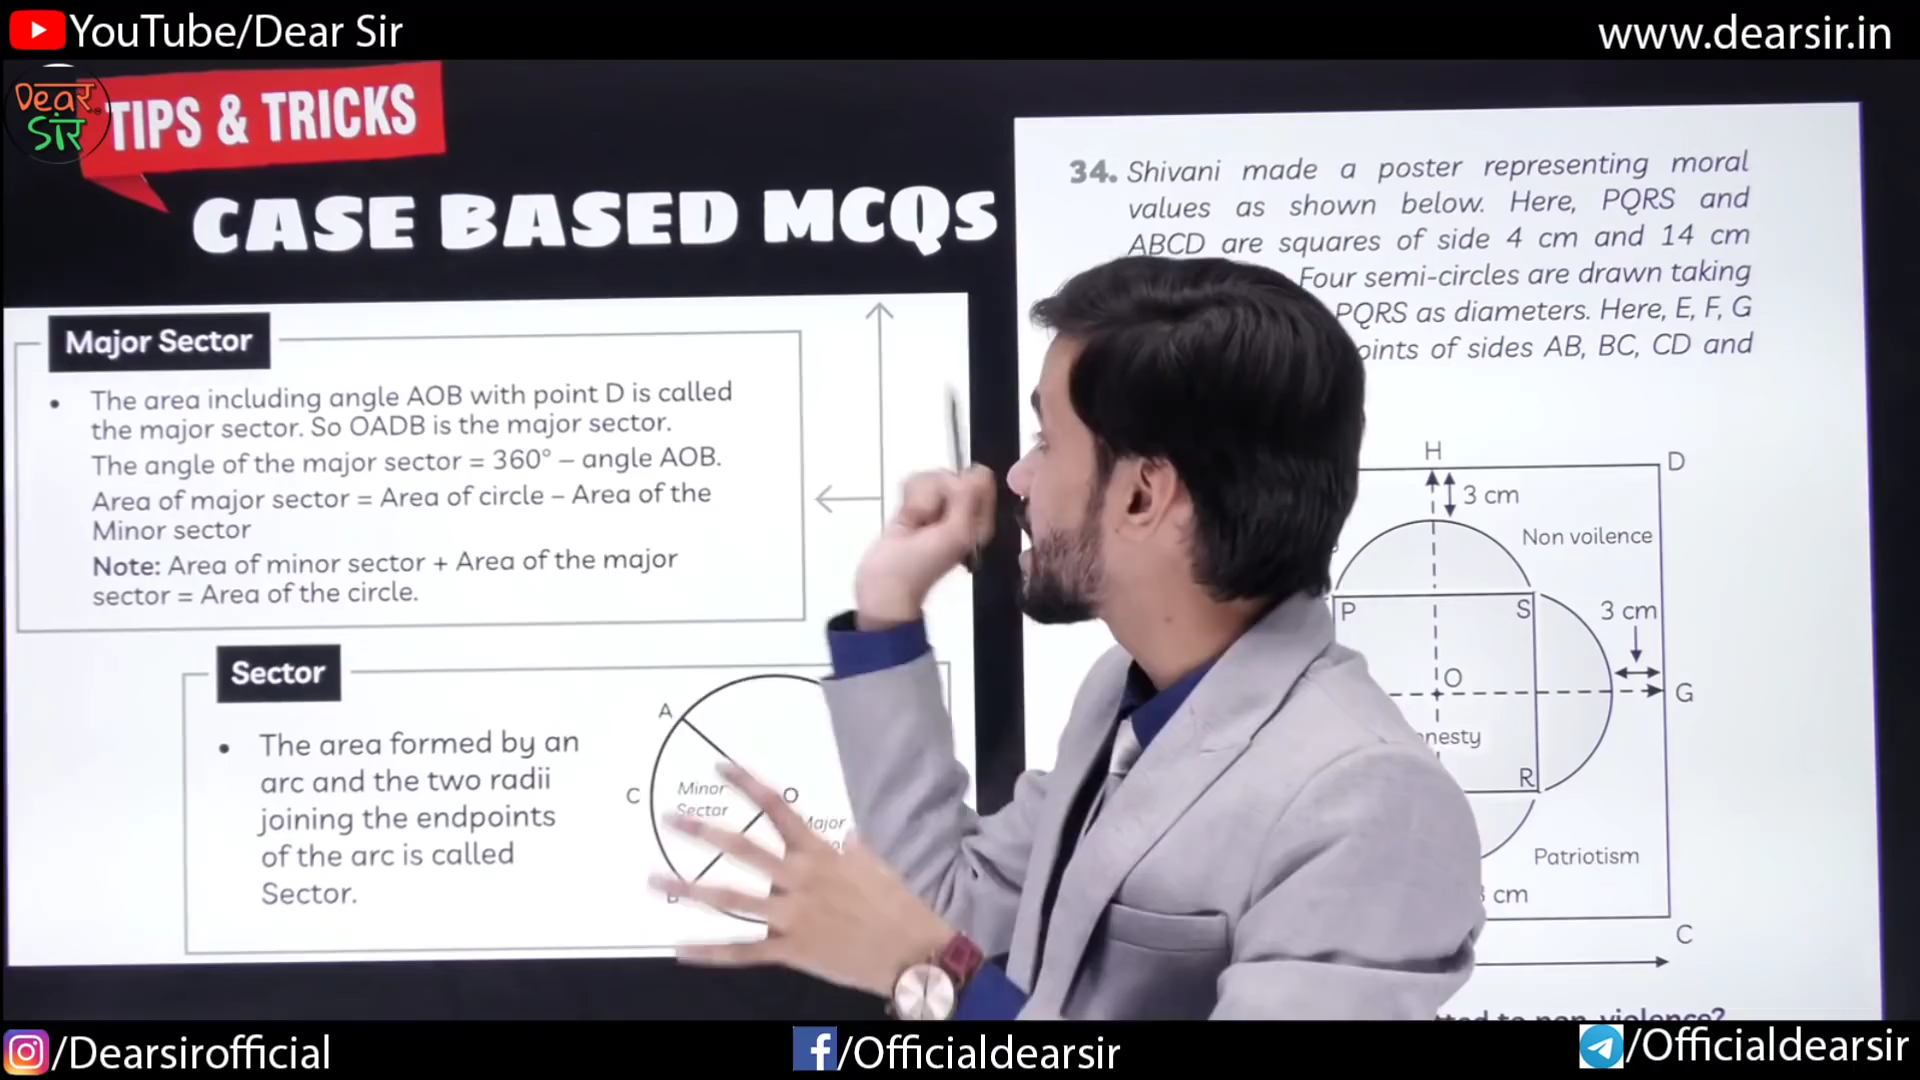 YouTube/Dear Sir
www.dearsir.in
Dear
सर
TIPS & TRICKS
CASE BASED MCQs
Major Sector
• The area including angle AOB with point D is called
the major sector. So OADB is the major sector.
The angle of the major sector = 360° – angle AOB.
Area of major sector = Area of circle – Area of the
Minor sector
Note: Area of minor sector + Area of the major
sector = Area of the circle.
Sector
• The area formed by an
arc and the two radii
joining the endpoints
of the arc is called
Sector.
A
C
Minor
Sector
O
34. Shivani made a poster representing moral
values as shown below. Here, PQRS and
ABCD are squares of side 4 cm and 14 cm
Four semi-circles are drawn taking
PQRS as diameters. Here, E, F, G
of sides AB, BC, CD and
H
D
3 cm
Non voilence
P
S
3 cm
O
G
R
Patriotism
cm
C
/Dearsirofficial
/Officialdearsir
/Officialdearsir